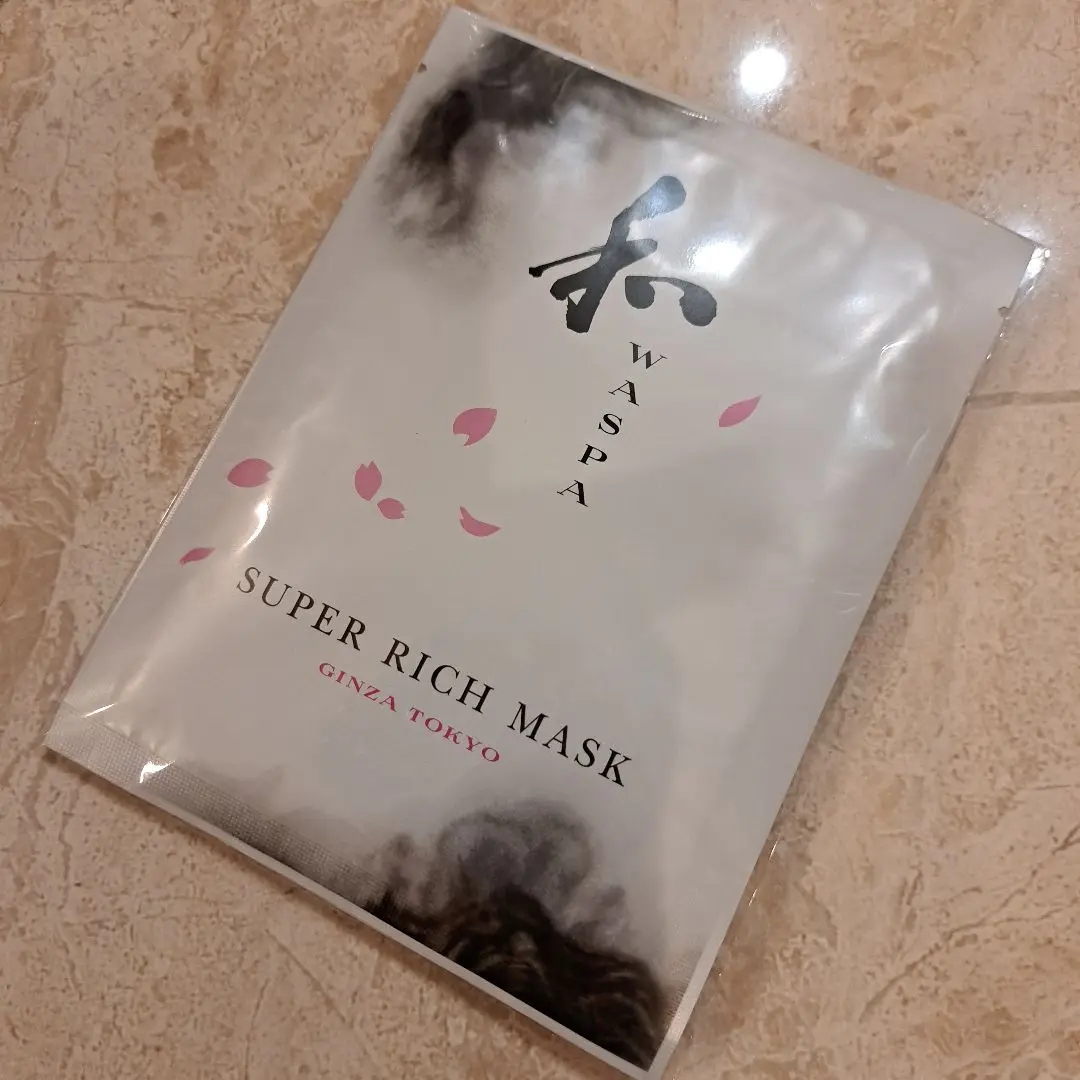 和
WASPA
SUPER RICH MASK
GINZA TOKYO